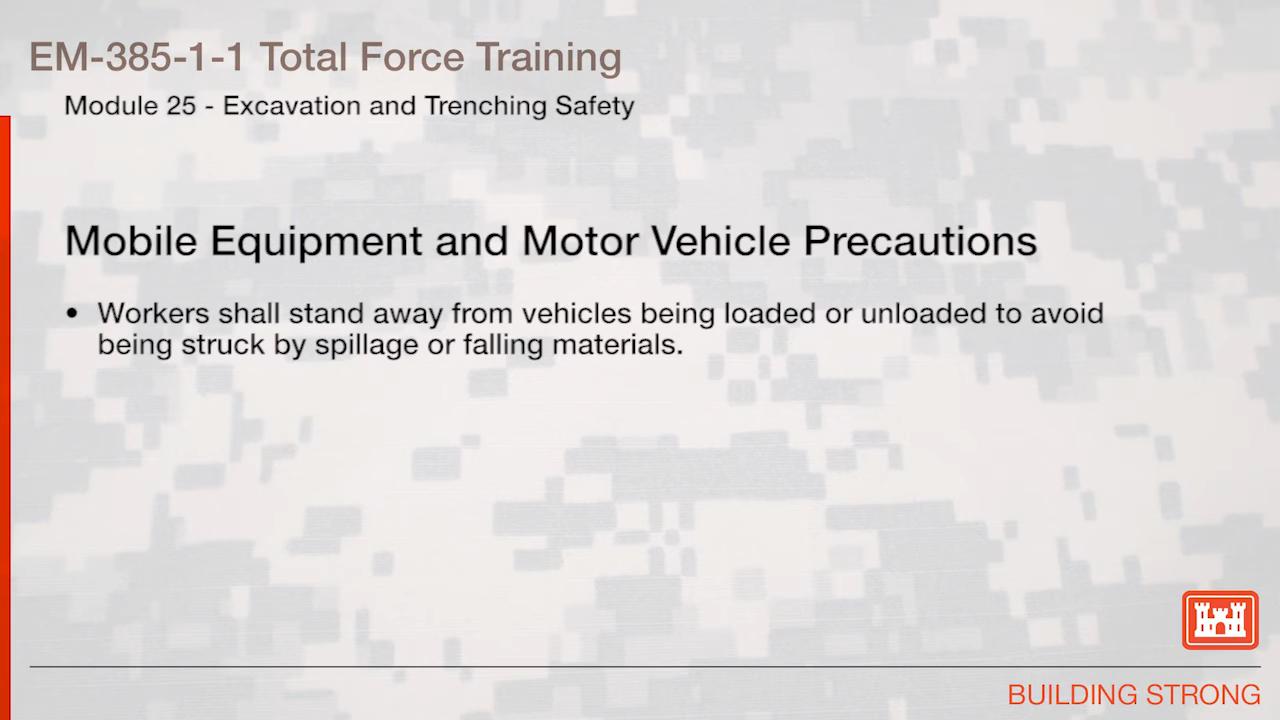 EM-385-1-1 Total Force Training
Module 25 - Excavation and Trenching Safety
Mobile Equipment and Motor Vehicle Precautions
• Workers shall stand away from vehicles being loaded or unloaded to avoid
being struck by spillage or falling materials.
BUILDING STRONG